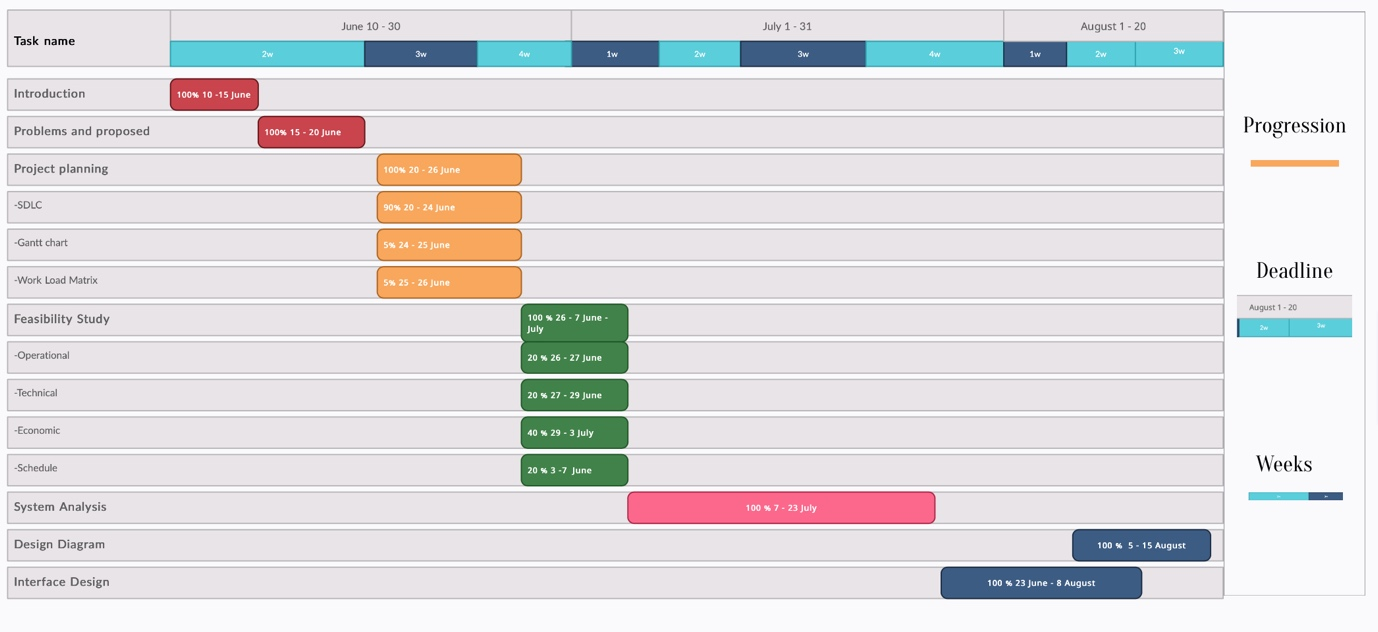 Task name
June 10 - 30
July 1 - 31
August 1 - 20
2w
3w
4w
1w
2w
3w
4w
1w
2w
3w
Introduction
100% 10 -15 June
Problems and proposed
100% 15 - 20 June
Project planning
100% 20 - 26 June
-SDLC
90% 20 - 24 June
-Gantt chart
5% 24 - 25 June
-Work Load Matrix
5% 25 - 26 June
Feasibility Study
100 % 26 - 7 June -
July
-Operational
20 % 26 - 27 June
-Technical
20 % 27 - 29 June
-Economic
40 % 29 - 3 July
-Schedule
20 % 3 -7 June
System Analysis
100 % 7 - 23 July
Design Diagram
100 % 5 - 15 August
Interface Design
100 % 23 June - 8 August
Progression
Deadline
August 1 - 20
2w
3w
Weeks